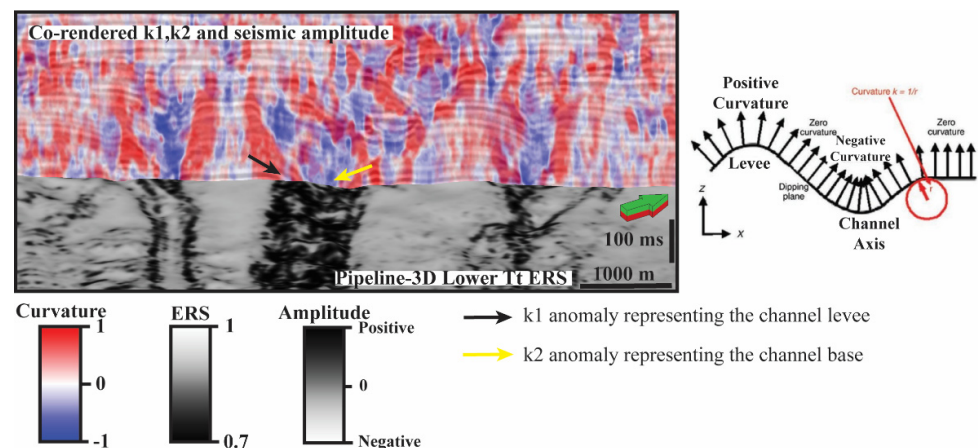 Co-rendered k1,k2 and seismic amplitude
100 ms
Pipeline-3D Lower Tt ERS
1000 m
Positive
Curvature
Levee
Zero
curvature
Negative
Curvature
Curvature k = 1/r
Zero
curvature
r
Dipping
plane
Channel
Axis
z
x
Curvature
1
0
-1
ERS
1
0.7
Amplitude
Positive
0
Negative
k1 anomaly representing the channel levee
k2 anomaly representing the channel base